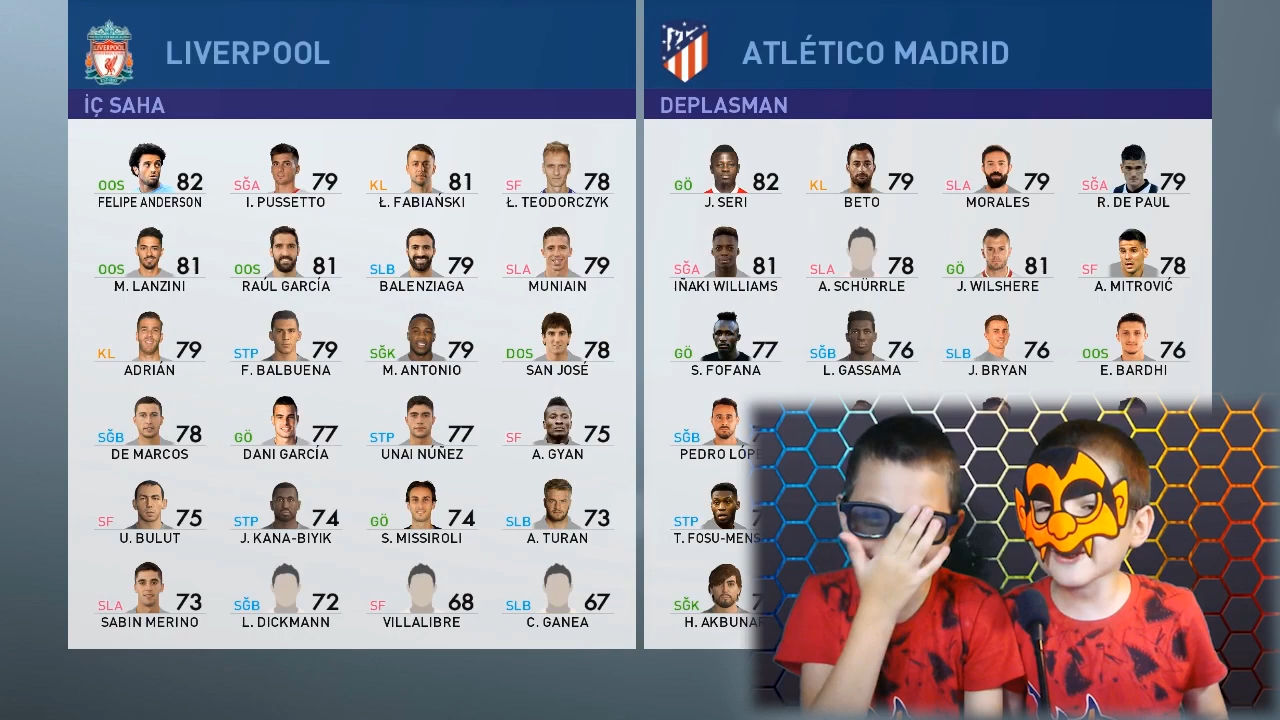 LIVERPOOL
İÇ SAHA
OOS 82 SĞA 79 KL 81 SF 78
FELIPE ANDERSON I. PUSSETTO Ł. FABIAŃSKI Ł. TEODORCZYK
OOS 81 OOS 81 SLB 79 SLA 79
M. LANZINI RAÚL GARCÍA BALENZIAGA MUNIAIN
KL 79 STP 79 SĞK 79 DOS 78
ADRIÁN F. BALBUENA M. ANTONIO SAN JOSÉ
SĞB 78 GÖ 77 STP 77 SF 75
DE MARCOS DANI GARCÍA UNAI NÚÑEZ A. GYAN
SF 75 STP 74 GÖ 74 SLB 73
U. BULUT J. KANA-BIYIK S. MISSIROLI A. TURAN
SLA 73 SĞB 72 SF 68 SLB 67
SABIN MERINO L. DICKMANN VILLALIBRE C. GANEA
ATLÉTICO MADRID
DEPLASMAN
GÖ 82 KL 79 SLA 79 SĞA 79
J. SERI BETO MORALES R. DE PAUL
SĞA 81 SLA 78 GÖ 81 SF 78
IÑAKI WILLIAMS A. SCHÜRRLE J. WILSHERE A. MITROVIĆ
GÖ 77 SĞB 76 SLB 76 OOS 76
S. FOFANA L. GASSAMA J. BRYAN E. BARDHI
SĞB
PEDRO
STP
T.
SĞK
H.